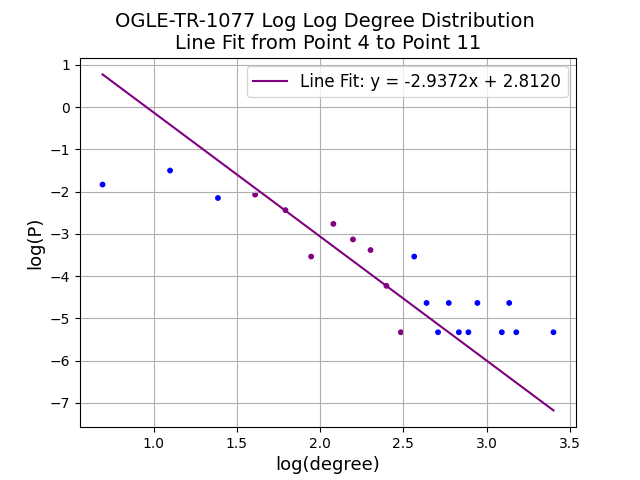 OGLE-TR-1077 Log Log Degree Distribution
Line Fit from Point 4 to Point 11
Line Fit: y = -2.9372x + 2.8120
1
0
−1
−2
−3
−4
−5
−6
−7
log(P)
1.0 1.5 2.0 2.5 3.0 3.5
log(degree)